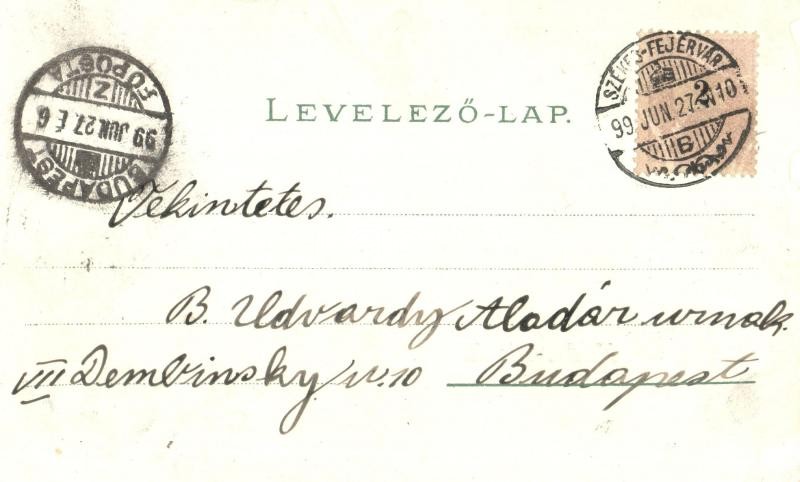 BUDAPEST
99 JUN. 27. É. 6
Z
FŐPOSTA
LEVELEZŐ-LAP.
SZÉKES-FEJÉRVÁR
99 JUN. 27. 10
B
2
Tekintetes.
B. Udvardy Aladár urnak.
VII Dembinsky u. 10 Budapest